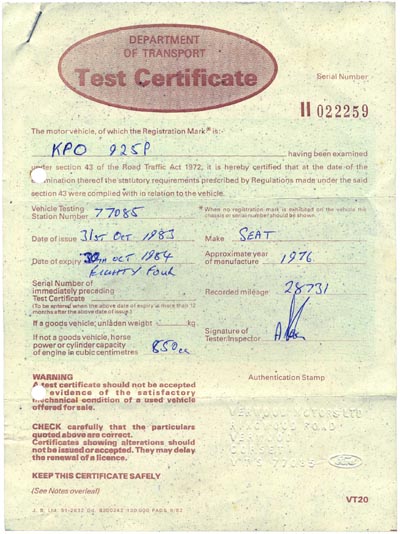 DEPARTMENT
OF TRANSPORT
Test Certificate
Serial Number
II 022259
The motor vehicle, of which the Registration Mark* is:-
KPO 925P having been examined
under section 43 of the Road Traffic Act 1972, it is hereby certified that at the date of the
mination thereof the statutory requirements prescribed by Regulations made under the said
section 43 were complied with in relation to the vehicle.
Vehicle Testing
Station Number 77085
* When no registration mark is exhibited on the vehicle the
chassis or serial number should be shown.
Date of issue 31ST OCT 1983
Make SEAT
Date of expiry 30TH OCT 1984
EIGHTY FOUR
Approximate year
of manufacture 1976
Serial Number of
immediately preceding
Test Certificate
(To be entered when the above date of expiry is more than 12
months after the above date of issue)
Recorded mileage 28731
If a goods vehicle, unladen weight kg
If not a goods vehicle, horse
power or cylinder capacity
of engine in cubic centimetres 850cc
Signature of
Tester/Inspector
WARNING
A test certificate should not be accepted
evidence of the satisfactory
mechanical condition of a used vehicle
offered for sale.
Authentication Stamp
MOTORS LTD
ROAD
CHECK carefully that the particulars
quoted above are correct.
Certificates showing alterations should
not be issued or accepted. They may delay
the renewal of a licence.
KEEP THIS CERTIFICATE SAFELY
(See Notes overleaf)
VT20